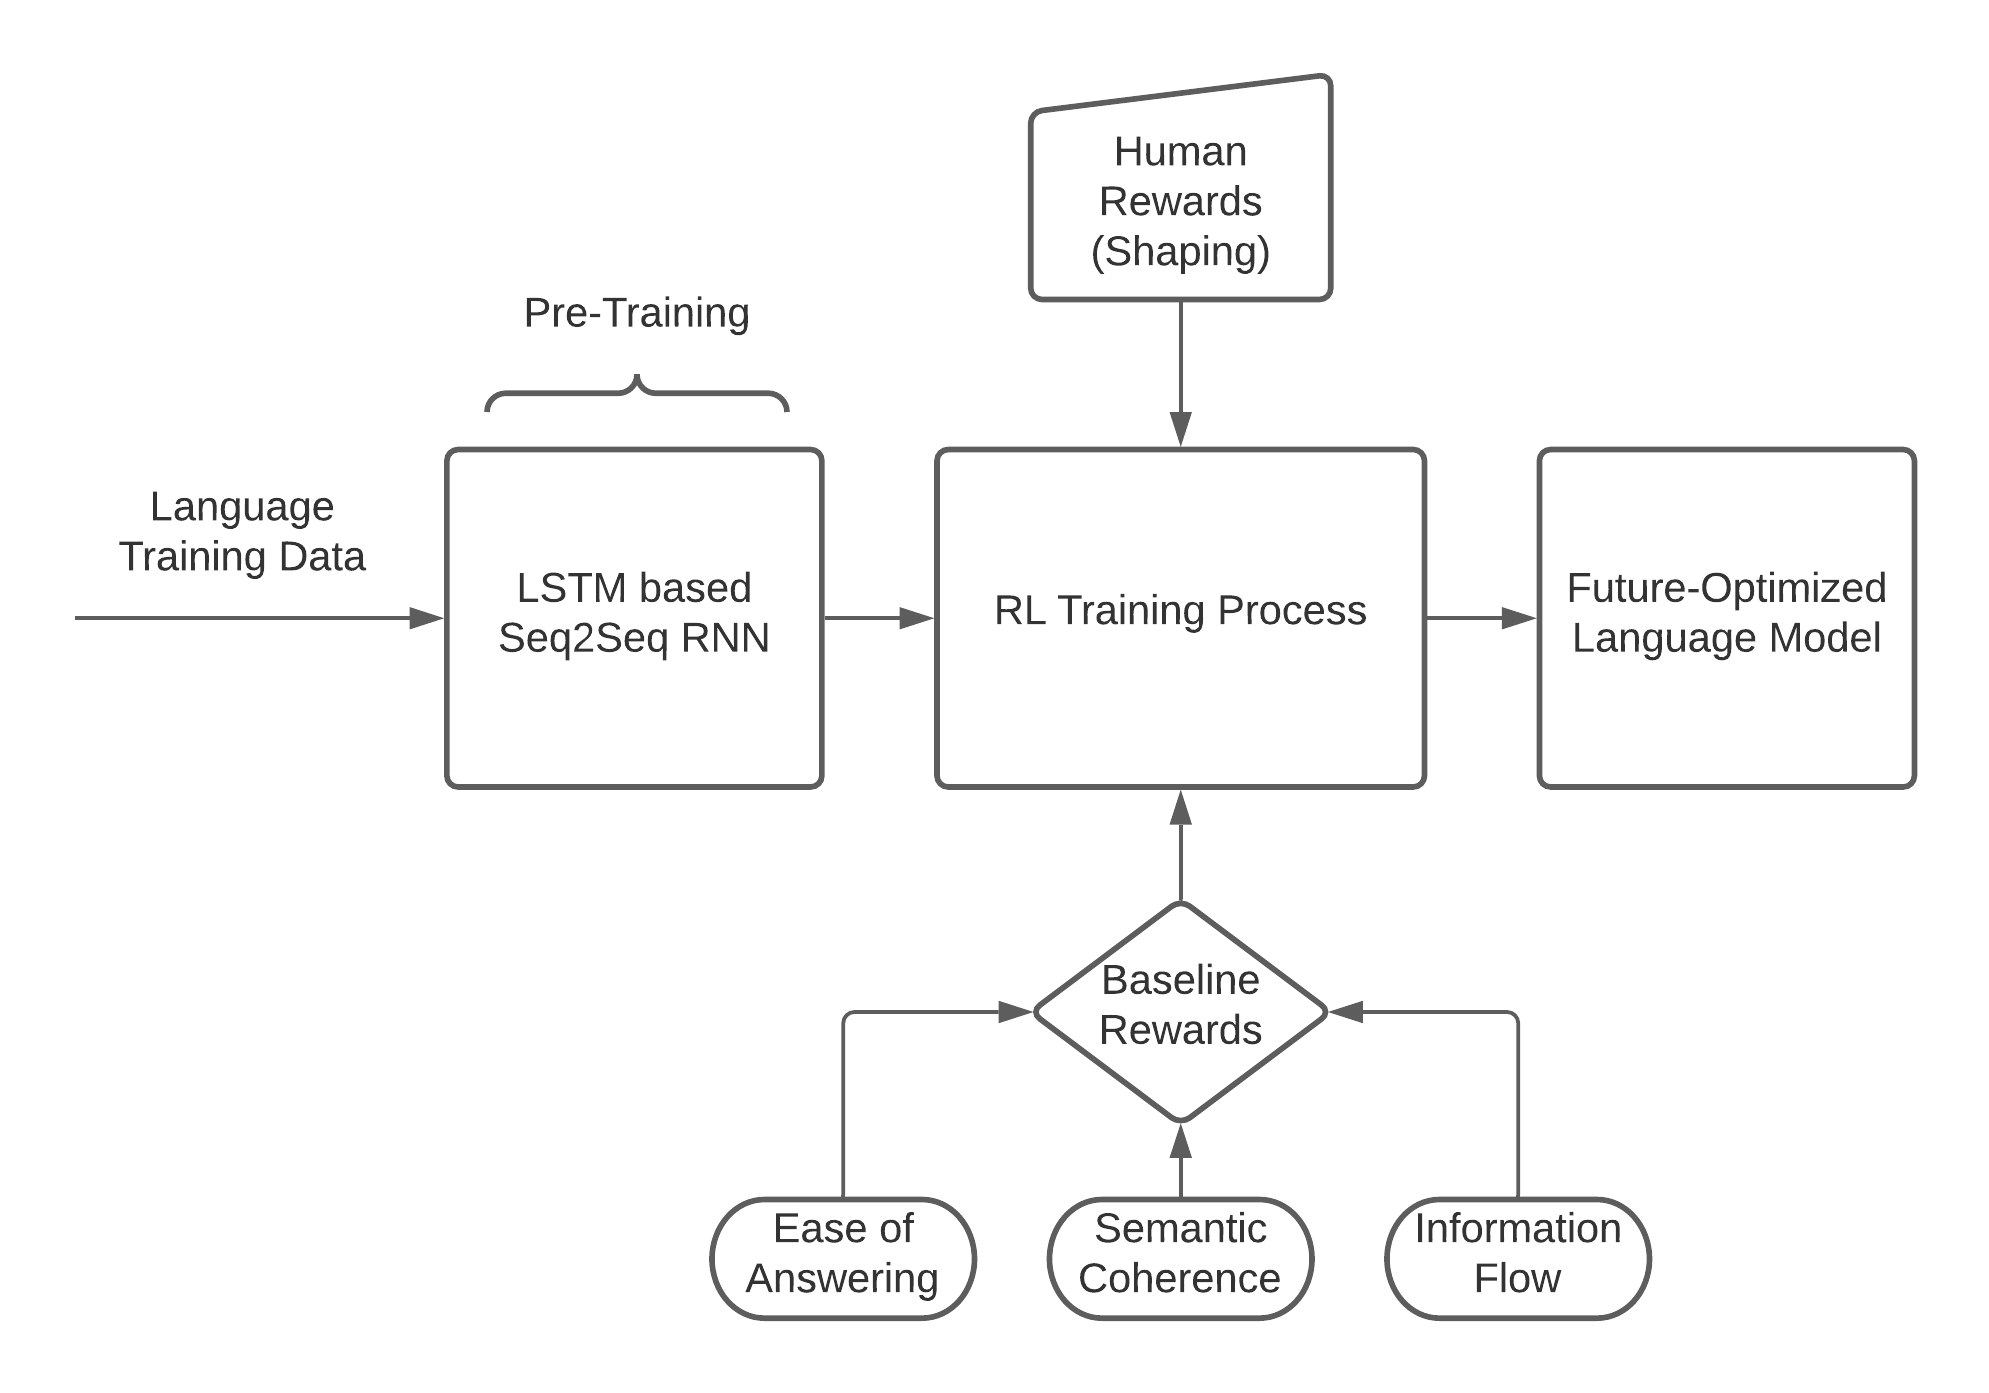 Human
Rewards
(Shaping)
Pre-Training
Language
Training Data
LSTM based
Seq2Seq RNN
RL Training Process
Future-Optimized
Language Model
Baseline
Rewards
Ease of
Answering
Semantic
Coherence
Information
Flow